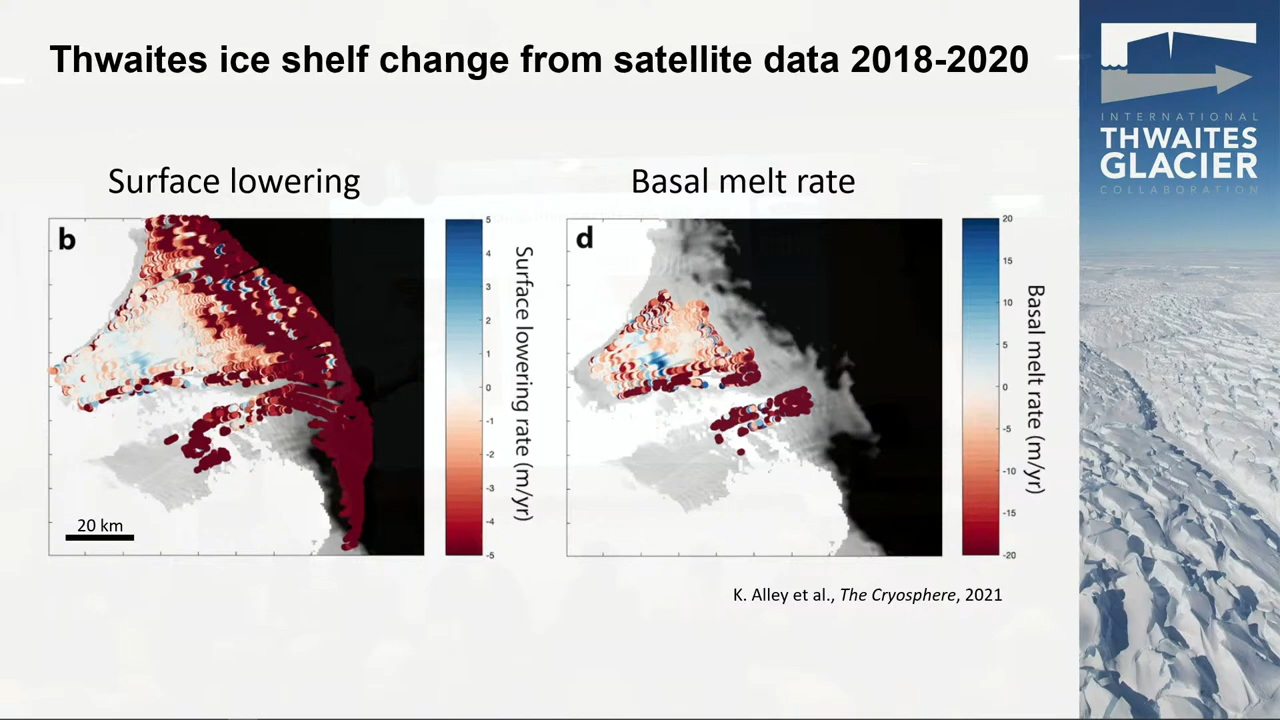 Thwaites ice shelf change from satellite data 2018-2020
INTERNATIONAL
THWAITES
GLACIER
COLLABORATION
Surface lowering
Basal melt rate
b
20 km
5
4
3
2
1
0
-1
-2
-3
-4
-5
Surface lowering rate (m/yr)
d
20
15
10
5
0
-5
-10
-15
-20
Basal melt rate (m/yr)
K. Alley et al., The Cryosphere, 2021